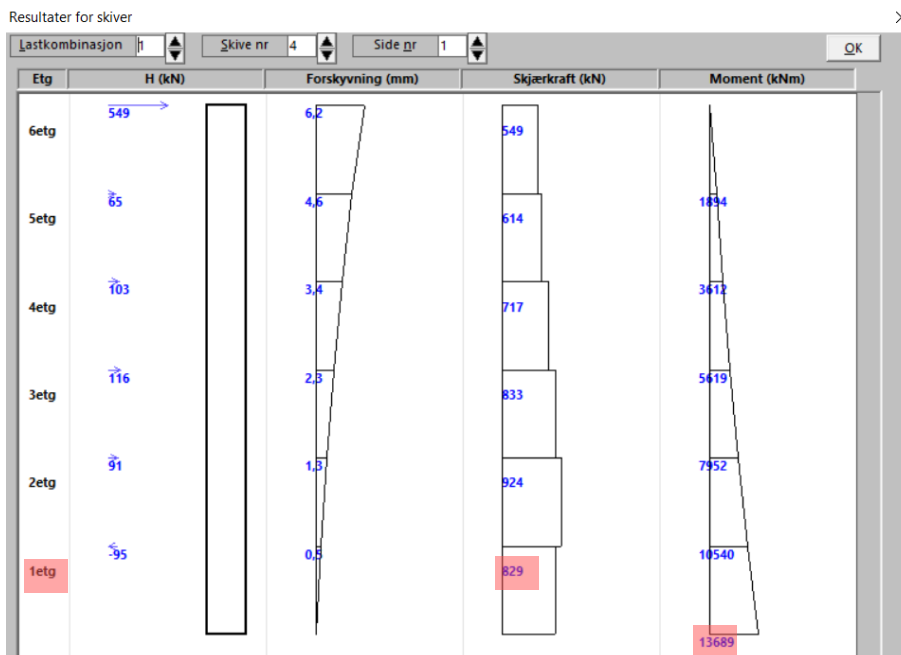 Resultater for skiver
Lastkombinasjon 1 Skive nr 4 Side nr 1 OK
Etg H (kN) Forskyvning (mm) Skjærkraft (kN) Moment (kNm)
549 6,2
6etg 549
65 4,6 1894
5etg 614
103 3,4 3612
4etg 717
116 2,3 5619
3etg 833
91 1,3 7952
2etg 924
-95 0,5 10540
1etg 829
13689